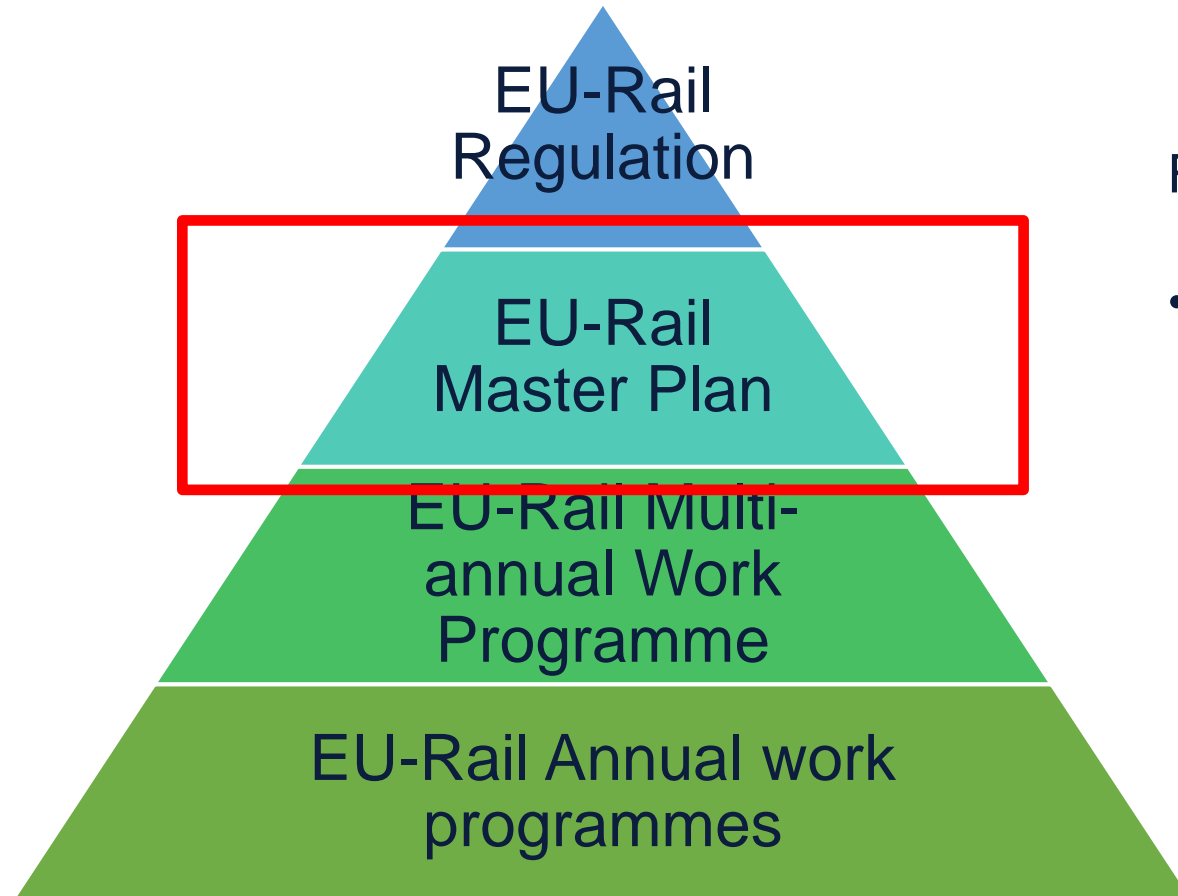 EU-Rail
Regulation
EU-Rail
Master Plan
EU-Rail Multi-
annual Work
Programme
EU-Rail Annual work
programmes